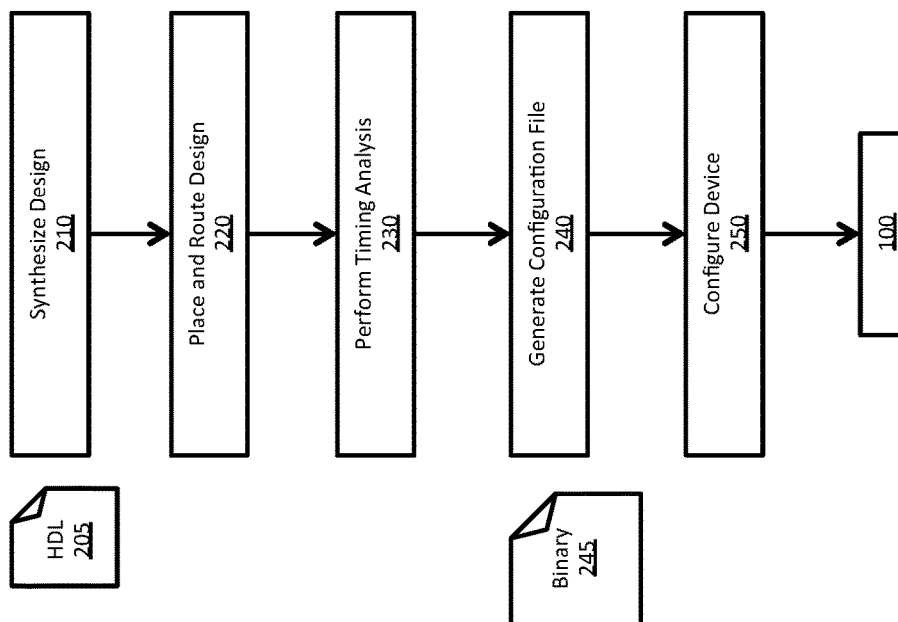 HDL
205
Synthesize Design
210
Place and Route Design
220
Perform Timing Analysis
230
Binary
245
Generate Configuration File
240
Configure Device
250
100